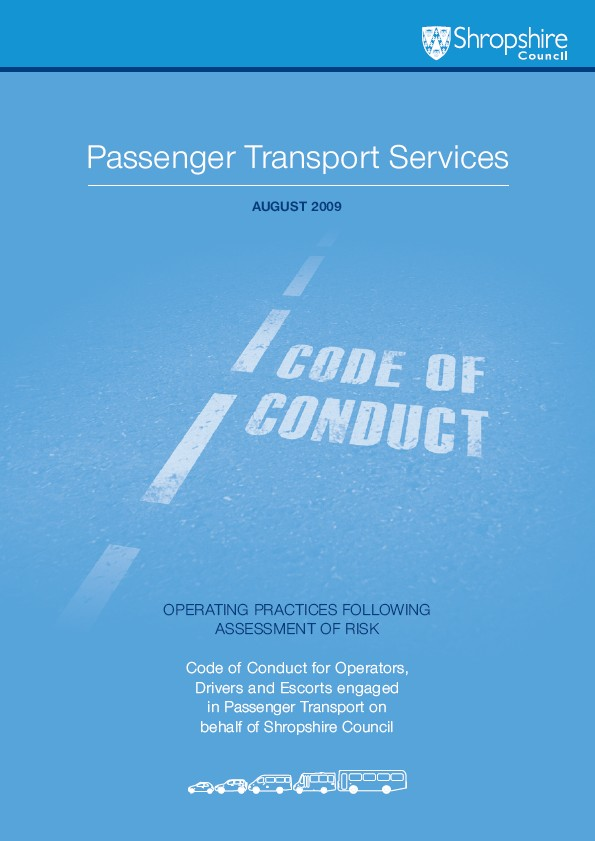 Shropshire
Council
Passenger Transport Services
AUGUST 2009
CODE OF
CONDUCT
OPERATING PRACTICES FOLLOWING
ASSESSMENT OF RISK
Code of Conduct for Operators,
Drivers and Escorts engaged
in Passenger Transport on
behalf of Shropshire Council